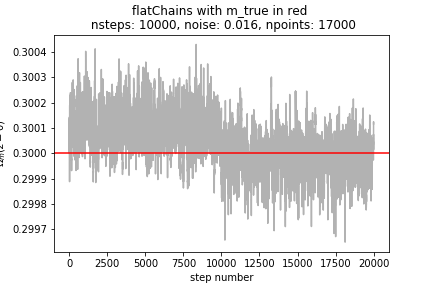 flatChains with m_true in red
nsteps: 10000, noise: 0.016, npoints: 17000
0.3004
0.3003
0.3002
0.3001
0.3000
0.2999
0.2998
0.2997
0 2500 5000 7500 10000 12500 15000 17500 20000
step number